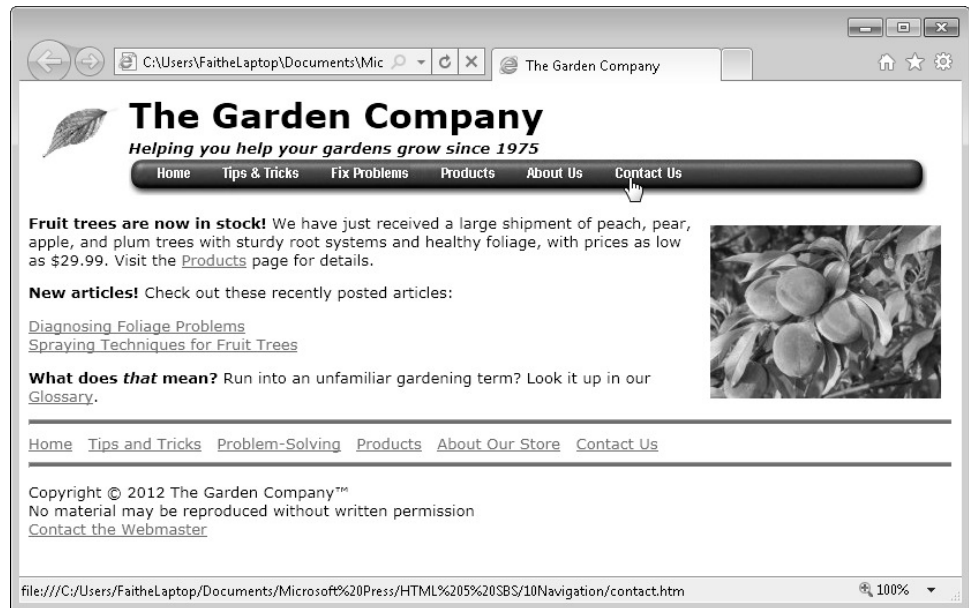 C:\Users\FaitheLaptop\Documents\Mic
The Garden Company
The Garden Company
Helping you help your gardens grow since 1975
Home Tips & Tricks Fix Problems Products About Us Contact Us
Fruit trees are now in stock! We have just received a large shipment of peach, pear,
apple, and plum trees with sturdy root systems and healthy foliage, with prices as low
as $29.99. Visit the Products page for details.
New articles! Check out these recently posted articles:
Diagnosing Foliage Problems
Spraying Techniques for Fruit Trees
What does that mean? Run into an unfamiliar gardening term? Look it up in our
Glossary.
Home Tips and Tricks Problem-Solving Products About Our Store Contact Us
Copyright © 2012 The Garden Company™
No material may be reproduced without written permission
Contact the Webmaster
file:///C:/Users/FaitheLaptop/Documents/Microsoft%20Press/HTML%205%20SBS/10Navigation/contact.htm 100%